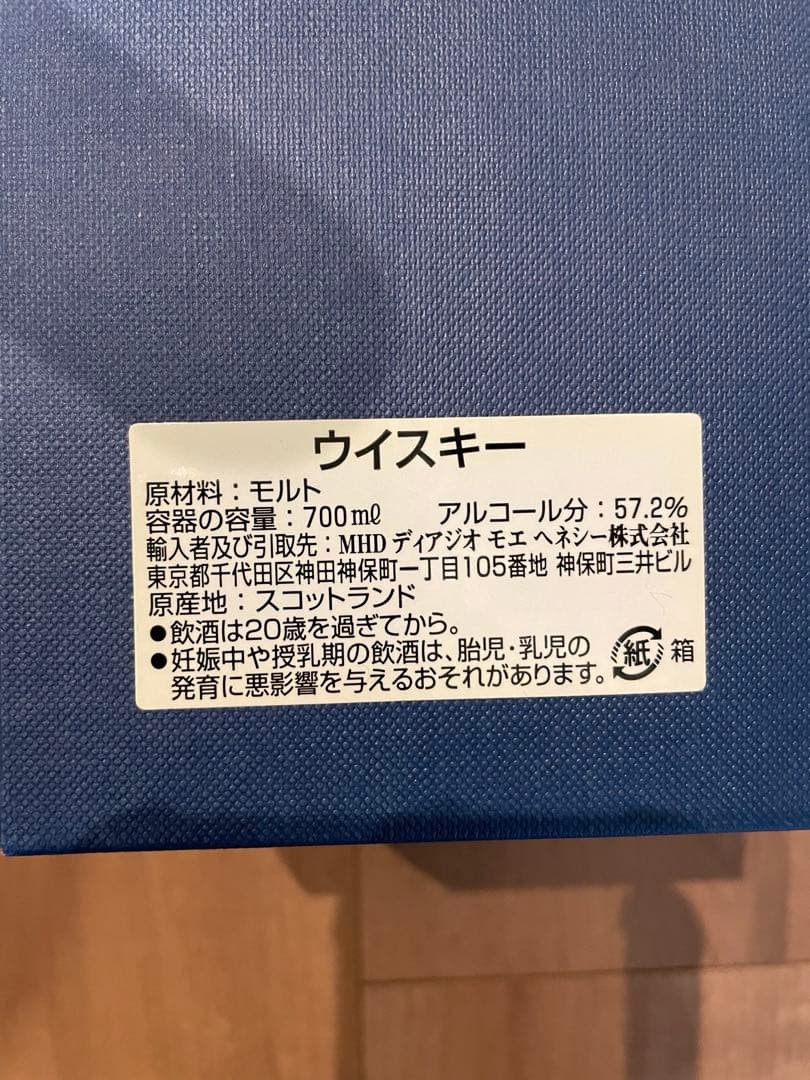 ウイスキー
原材料：モルト
容器の容量：700㎖ アルコール分：57.2%
輸入者及び引取先：MHD ディアジオ モエ ヘネシー株式会社
東京都千代田区神田神保町一丁目105番地 神保町三井ビル
原産地：スコットランド
●飲酒は20歳を過ぎてから。
●妊娠中や授乳期の飲酒は、胎児・乳児の
発育に悪影響を与えるおそれがあります。
紙 箱